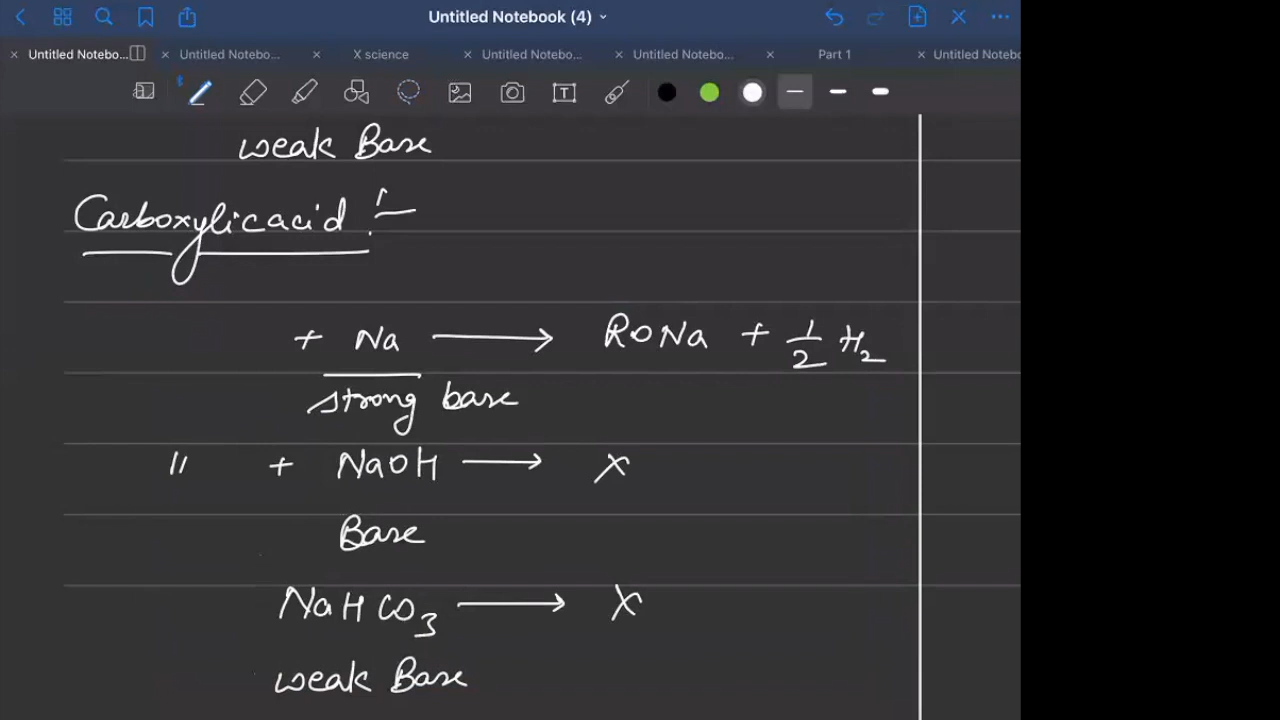 Untitled Notebook (4)
Untitled Notebo... Untitled Notebo... X science Untitled Notebo... Untitled Notebo... Part 1 Untitled Noteb
weak Base
Carboxylicacid :-
+ Na ⟶ RONa + 1/2 H₂
strong base
" + NaOH ⟶ X
Base
NaHCO₃ ⟶ X
weak Base